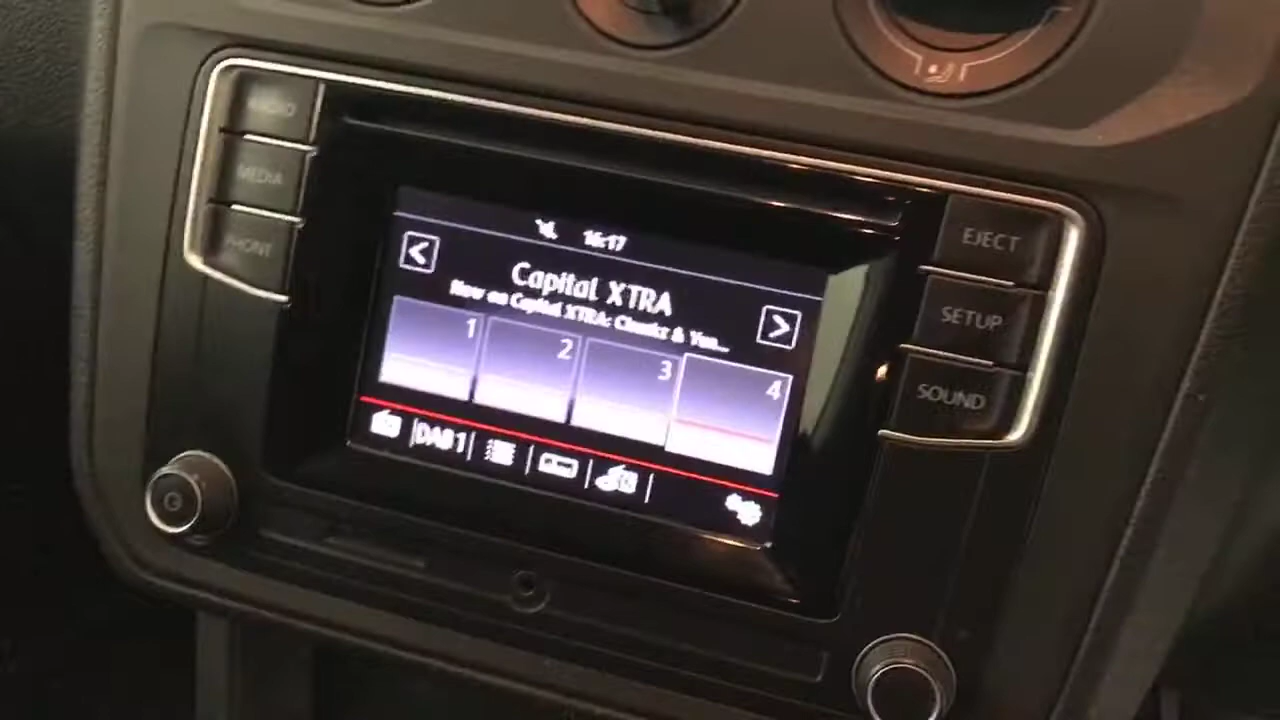 RADIO
MEDIA
PHONE
16:17
Capital XTRA
Now on Capital XTRA:
1
2
3
4
DAB1
EJECT
SETUP
SOUND